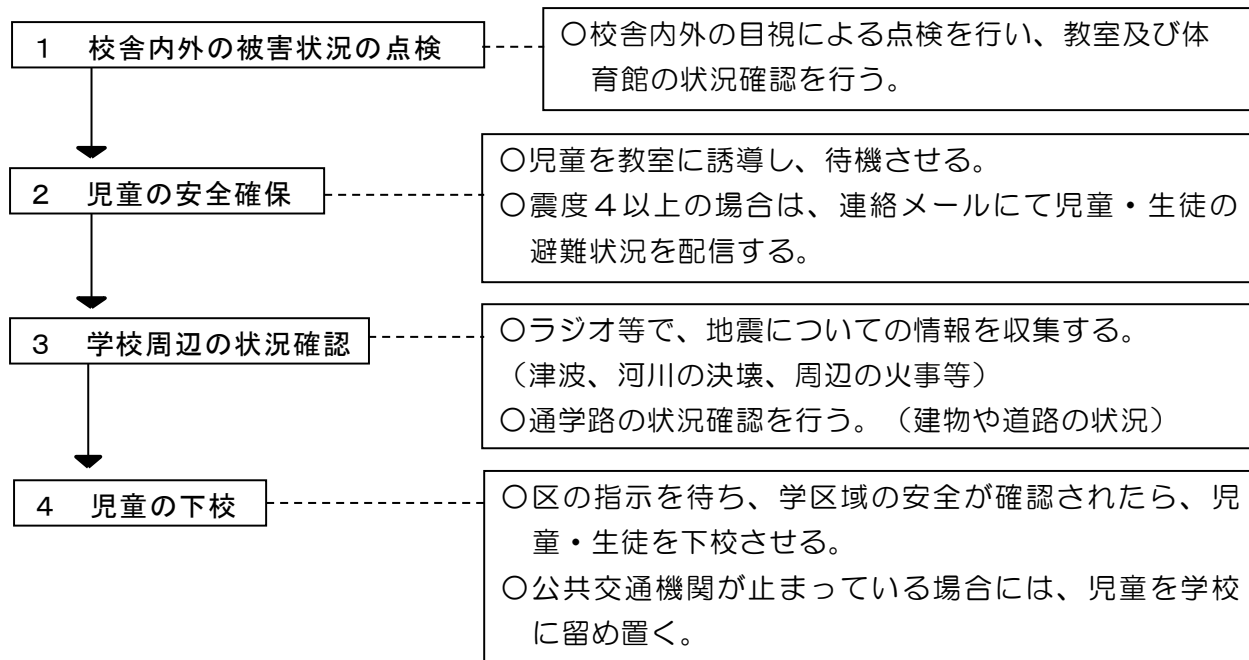 １　校舎内外の被害状況の点検
〇校舎内外の目視による点検を行い、教室及び体
育館の状況確認を行う。
２　児童の安全確保
〇児童を教室に誘導し、待機させる。
〇震度４以上の場合は、連絡メールにて児童・生徒の
避難状況を配信する。
３　学校周辺の状況確認
〇ラジオ等で、地震についての情報を収集する。
（津波、河川の決壊、周辺の火事等）
〇通学路の状況確認を行う。（建物や道路の状況）
４　児童の下校
〇区の指示を待ち、学区域の安全が確認されたら、児
童・生徒を下校させる。
〇公共交通機関が止まっている場合には、児童を学校
に留め置く。